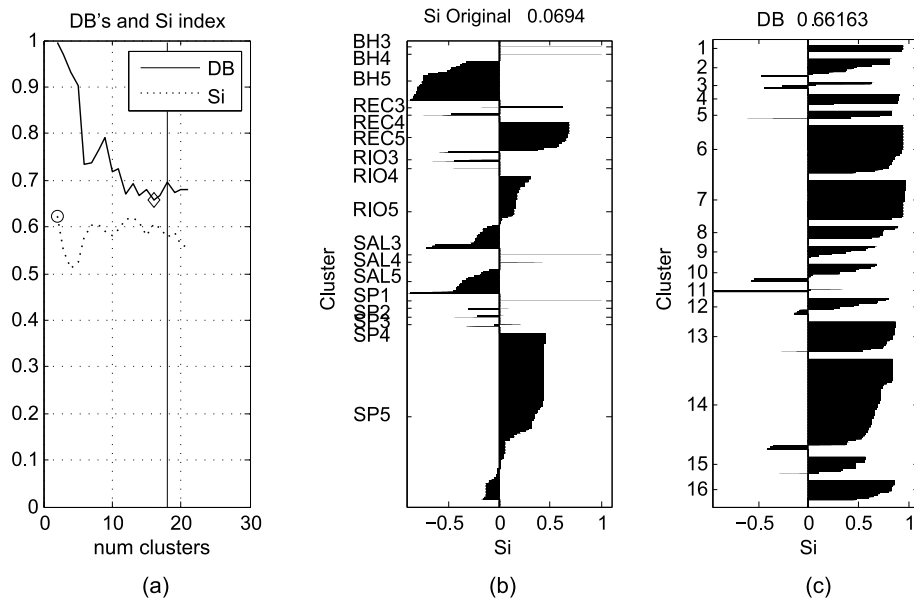 DB's and Si index
DB
Si
1
0.9
0.8
0.7
0.6
0.5
0.4
0.3
0.2
0.1
0
0
10
20
30
num clusters
(a)
Si Original 0.0694
Cluster
BH3
BH4
BH5
REC3
REC4
REC5
RIO3
RIO4
RIO5
SAL3
SAL4
SAL5
SP1
SP2
SP3
SP4
SP5
−0.5
0
0.5
1
Si
(b)
DB 0.66163
Cluster
1
2
3
4
5
6
7
8
9
10
11
12
13
14
15
16
−0.5
0
0.5
1
Si
(c)